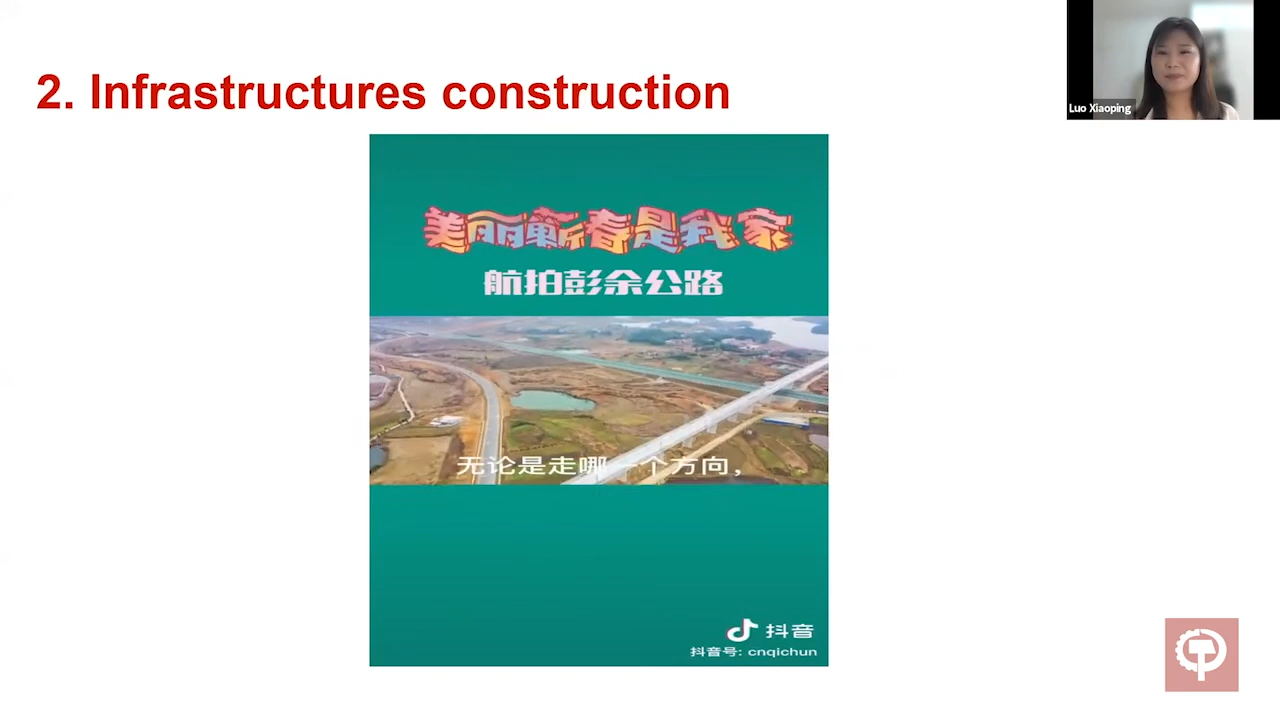 2. Infrastructures construction
Luo Xiaoping
美丽蕲春是我家
航拍彭余公路
无论是走哪一个方向,
抖音
抖音号: cnqichun